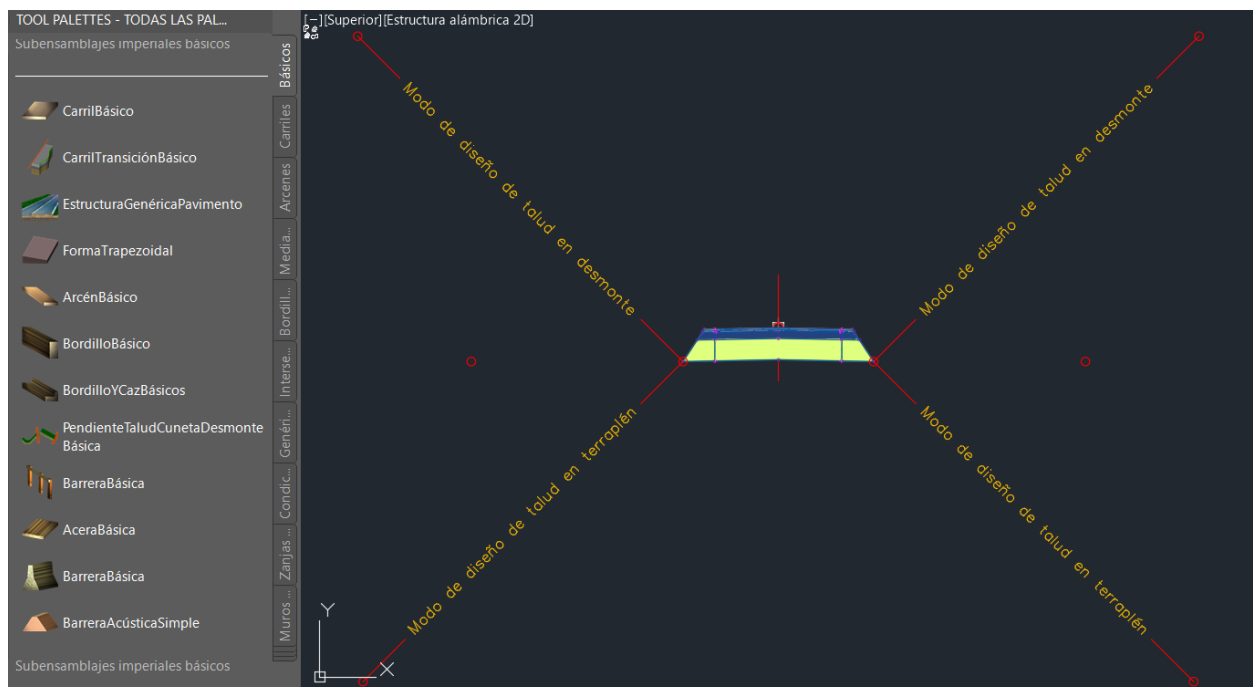 TOOL PALETTES - TODAS LAS PAL...
Subensamblajes imperiales básicos
CarrilBásico
CarrilTransiciónBásico
EstructuraGenéricaPavimento
FormaTrapezoidal
ArcénBásico
BordilloBásico
BordilloYCazBásicos
PendienteTaludCunetaDesmonte
Básica
BarreraBásica
AceraBásica
BarreraBásica
BarreraAcústicaSimple
Subensamblajes imperiales básicos
Básicos
Carriles
Arcenes
Media...
Bordill...
Interse...
Genéri...
Condic...
Zanjas ...
Muros ...
[−][Superior][Estructura alámbrica 2D]
Modo de diseño de talud en desmonte
Modo de diseño de talud en desmonte
Modo de diseño de talud en terraplén
Modo de diseño de talud en terraplén
Y
X